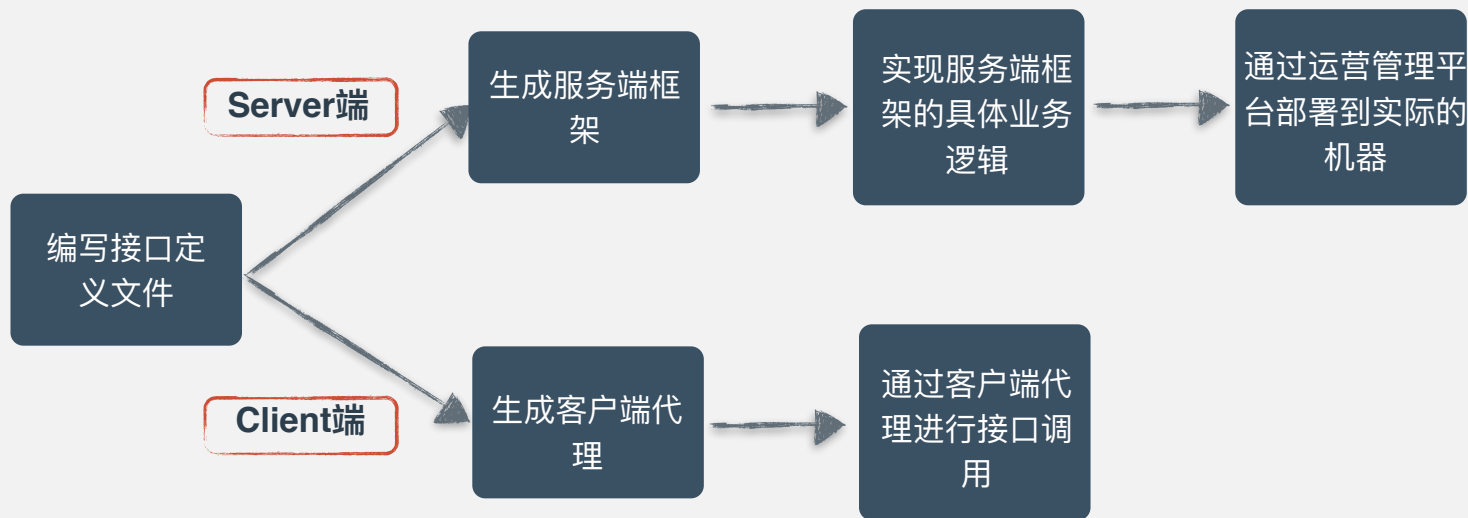 Server端
生成服务端框
架
实现服务端框
架的具体业务
逻辑
通过运营管理平
台部署到实际的
机器
编写接口定
义文件
Client端
生成客户端代
理
通过客户端代
理进行接口调
用